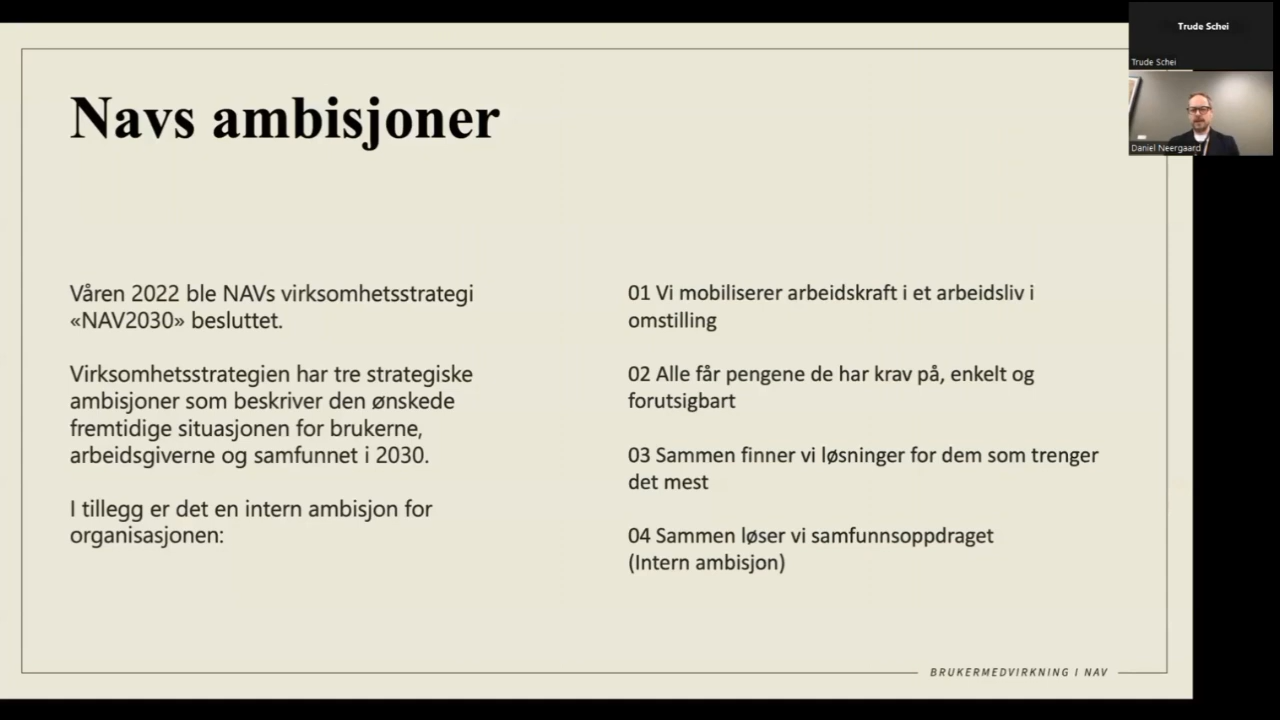 Navs ambisjoner
Våren 2022 ble NAVs virksomhetsstrategi
«NAV2030» besluttet.
Virksomhetsstrategien har tre strategiske
ambisjoner som beskriver den ønskede
fremtidige situasjonen for brukerne,
arbeidsgiverne og samfunnet i 2030.
I tillegg er det en intern ambisjon for
organisasjonen:
01 Vi mobiliserer arbeidskraft i et arbeidsliv i
omstilling
02 Alle får pengene de har krav på, enkelt og
forutsigbart
03 Sammen finner vi løsninger for dem som trenger
det mest
04 Sammen løser vi samfunnsoppdraget
(Intern ambisjon)
BRUKERMEDVIRKNING I NAV
Trude Schei
Trude Schei
Daniel Neergaard